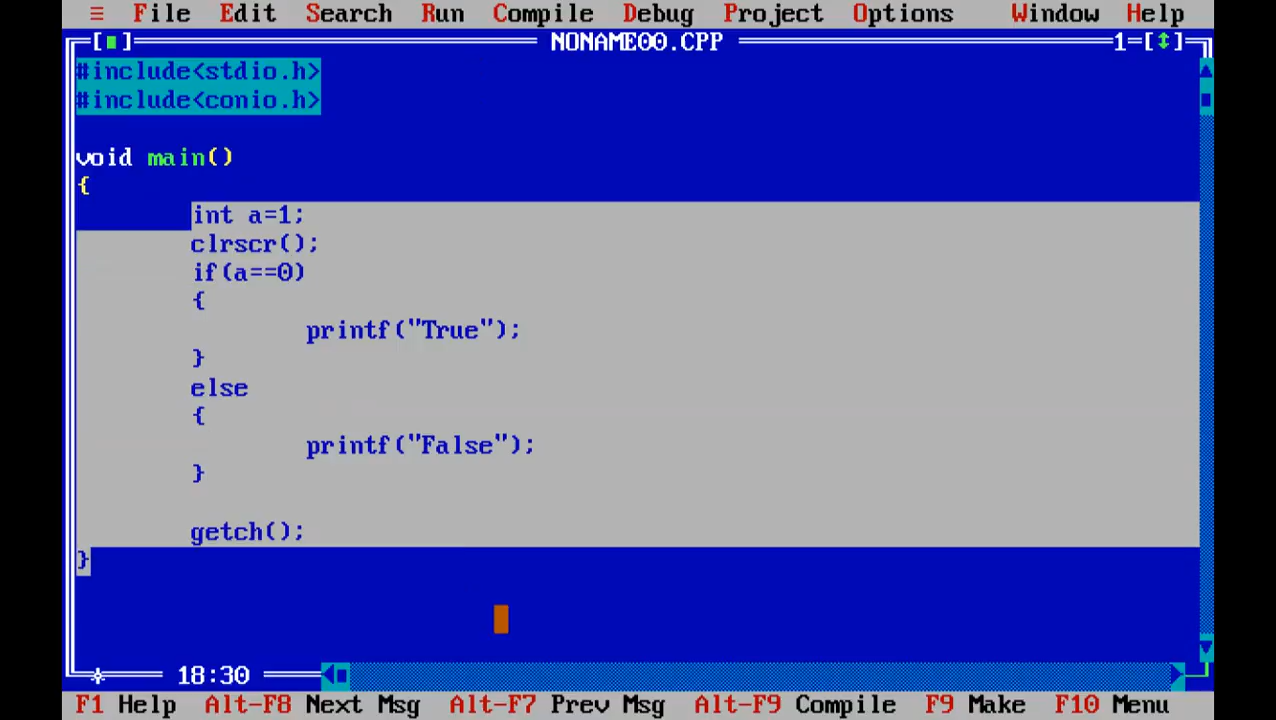 ≡ File Edit Search Run Compile Debug Project Options Window Help
[■] NONAME00.CPP 1=[↕]
#include<stdio.h>
#include<conio.h>
void main()
{
int a=1;
clrscr();
if(a==0)
{
printf("True");
}
else
{
printf("False");
}
getch();
}
18:30
F1 Help Alt-F8 Next Msg Alt-F7 Prev Msg Alt-F9 Compile F9 Make F10 Menu